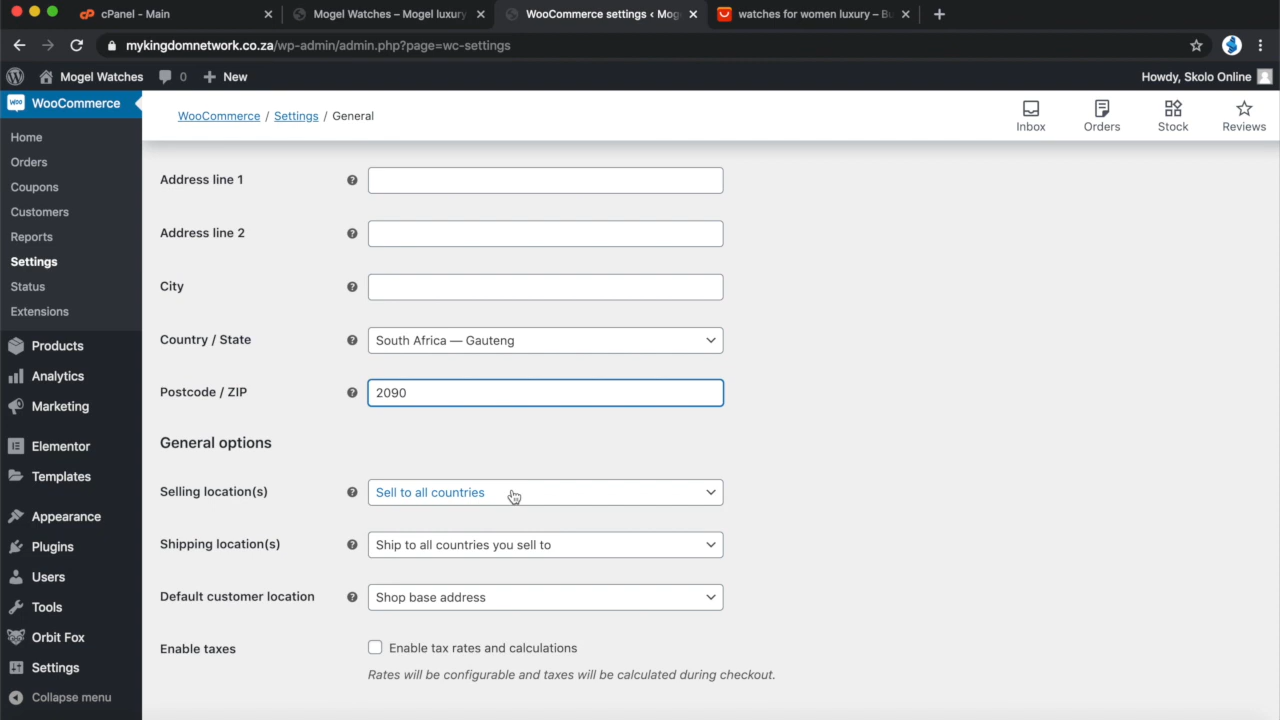 cPanel - Main
Mogel Watches – Mogel luxury
WooCommerce settings ‹ Mog
watches for women luxury – Bu
mykingdomnetwork.co.za/wp-admin/admin.php?page=wc-settings
Mogel Watches 0 New Howdy, Skolo Online
WooCommerce
Home
Orders
Coupons
Customers
Reports
Settings
Status
Extensions
Products
Analytics
Marketing
Elementor
Templates
Appearance
Plugins
Users
Tools
Orbit Fox
Settings
Collapse menu
WooCommerce / Settings / General
Inbox
Orders
Stock
Reviews
Address line 1
Address line 2
City
Country / State South Africa — Gauteng
Postcode / ZIP 2090
General options
Selling location(s) Sell to all countries
Shipping location(s) Ship to all countries you sell to
Default customer location Shop base address
Enable taxes Enable tax rates and calculations
Rates will be configurable and taxes will be calculated during checkout.